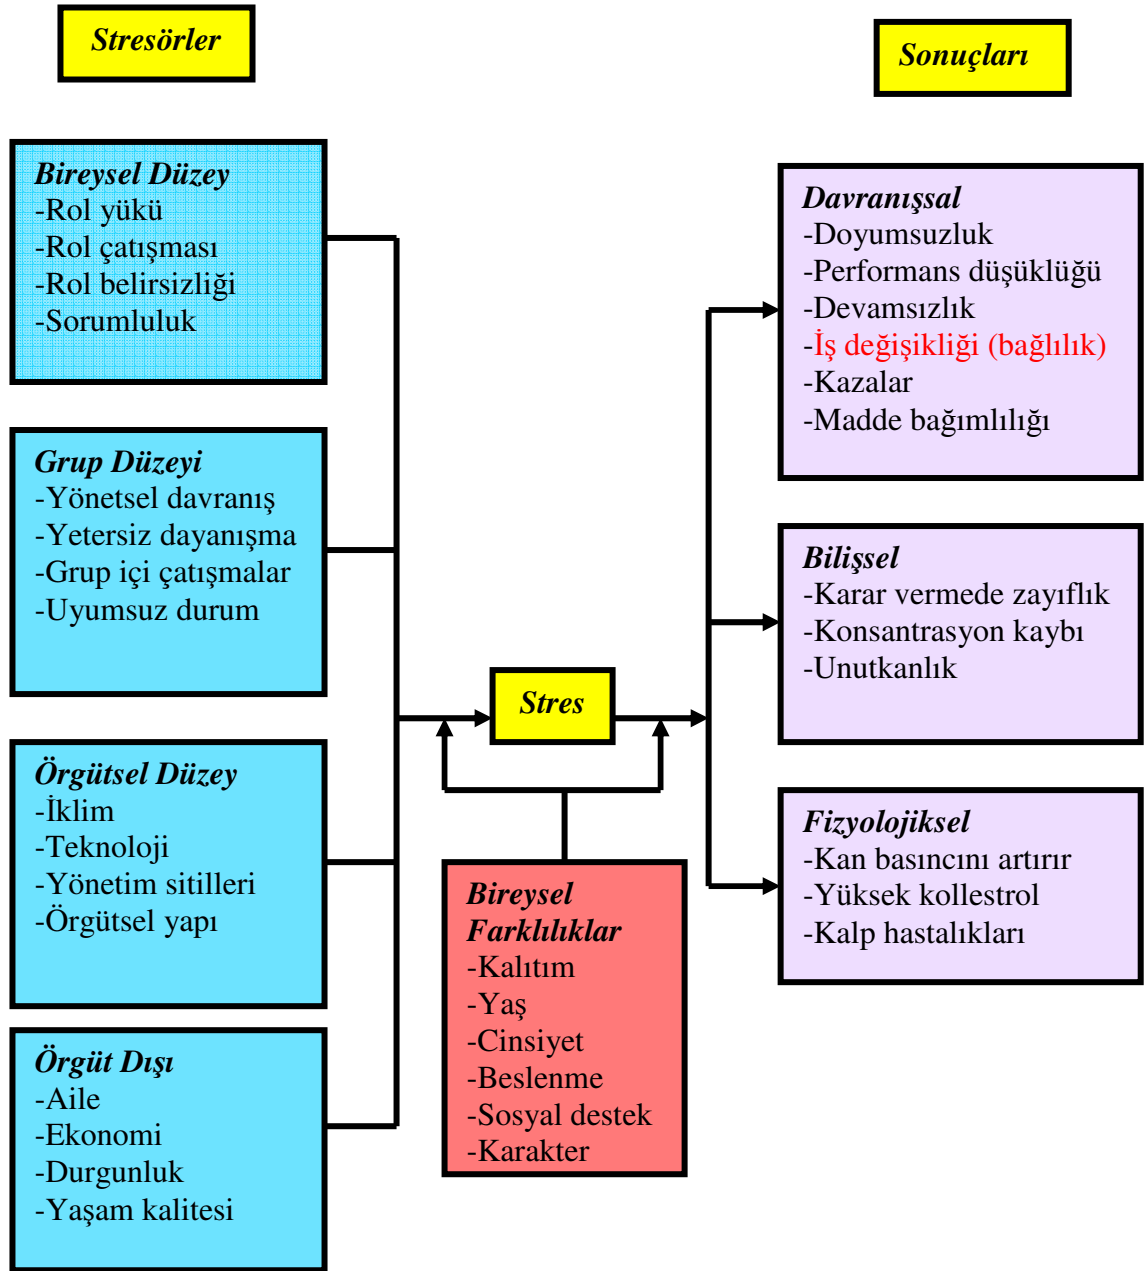 Stresörler
Sonuçları
Bireysel Düzey
-Rol yükü
-Rol çatışması
-Rol belirsizliği
-Sorumluluk
Grup Düzeyi
-Yönetsel davranış
-Yetersiz dayanışma
-Grup içi çatışmalar
-Uyumsuz durum
Örgütsel Düzey
-İklim
-Teknoloji
-Yönetim sitilleri
-Örgütsel yapı
Örgüt Dışı
-Aile
-Ekonomi
-Durgunluk
-Yaşam kalitesi
Stres
Bireysel
Farklılıklar
-Kalıtım
-Yaş
-Cinsiyet
-Beslenme
-Sosyal destek
-Karakter
Davranışsal
-Doyumsuzluk
-Performans düşüklüğü
-Devamsızlık
-İş değişikliği (bağlılık)
-Kazalar
-Madde bağımlılığı
Bilişsel
-Karar vermede zayıflık
-Konsantrasyon kaybı
-Unutkanlık
Fizyolojiksel
-Kan basıncını artırır
-Yüksek kollestrol
-Kalp hastalıkları